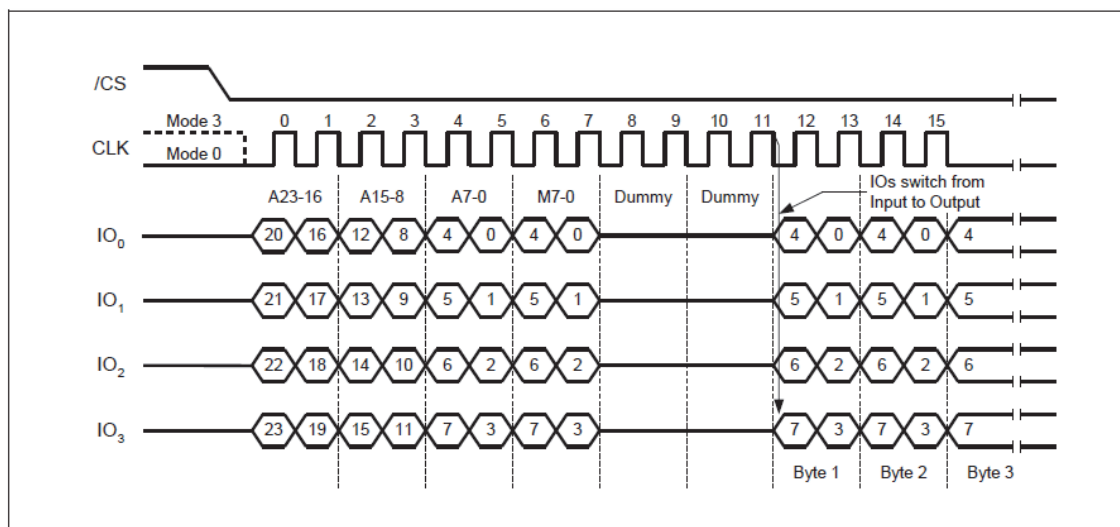 /CS
Mode 3 0 1 2 3 4 5 6 7 8 9 10 11 12 13 14 15
CLK
Mode 0
IOs switch from
Input to Output
A23-16 A15-8 A7-0 M7-0 Dummy Dummy
IO0 20 16 12 8 4 0 4 0 4 0 4 0 4
IO1 21 17 13 9 5 1 5 1 5 1 5 1 5
IO2 22 18 14 10 6 2 6 2 6 2 6 2 6
IO3 23 19 15 11 7 3 7 3 7 3 7 3 7
Byte 1 Byte 2 Byte 3